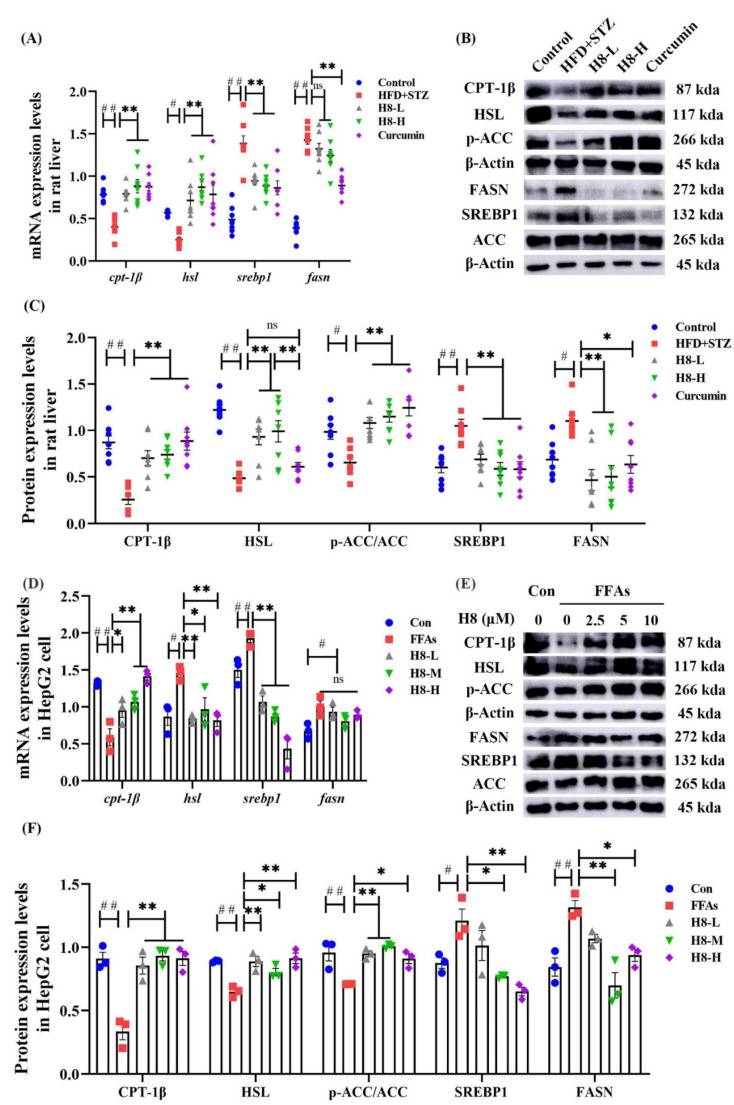 (A)
# # ** # ** # # ** # # ** ns
mRNA expression levels
in rat liver
2.0
1.5
1.0
0.5
0.0
cpt-1β hsl srebp1 fasn
Control
HFD+STZ
H8-L
H8-H
Curcumin
(B)
Control HFD+STZ H8-L H8-H Curcumin
CPT-1β 87 kda
HSL 117 kda
p-ACC 266 kda
β-Actin 45 kda
FASN 272 kda
SREBP1 132 kda
ACC 265 kda
β-Actin 45 kda
(C)
# # ** # # ns ** ** # ** # # ** # ** *
Protein expression levels
in rat liver
2.0
1.5
1.0
0.5
0.0
CPT-1β HSL p-ACC/ACC SREBP1 FASN
Control
HFD+STZ
H8-L
H8-H
Curcumin
(D)
# # * ** # ** * ** # # ** # ns
mRNA expression levels
in HepG2 cell
2.5
2.0
1.5
1.0
0.5
0.0
cpt-1β hsl srebp1 fasn
Con
FFAs
H8-L
H8-M
H8-H
(E)
Con FFAs
H8 (μM) 0 0 2.5 5 10
CPT-1β 87 kda
HSL 117 kda
p-ACC 266 kda
β-Actin 45 kda
FASN 272 kda
SREBP1 132 kda
ACC 265 kda
β-Actin 45 kda
(F)
# # ** # # ** * ** # # ** * # * ** # # ** *
Protein expression levels
in HepG2 cell
1.5
1.0
0.5
0.0
CPT-1β HSL p-ACC/ACC SREBP1 FASN
Con
FFAs
H8-L
H8-M
H8-H